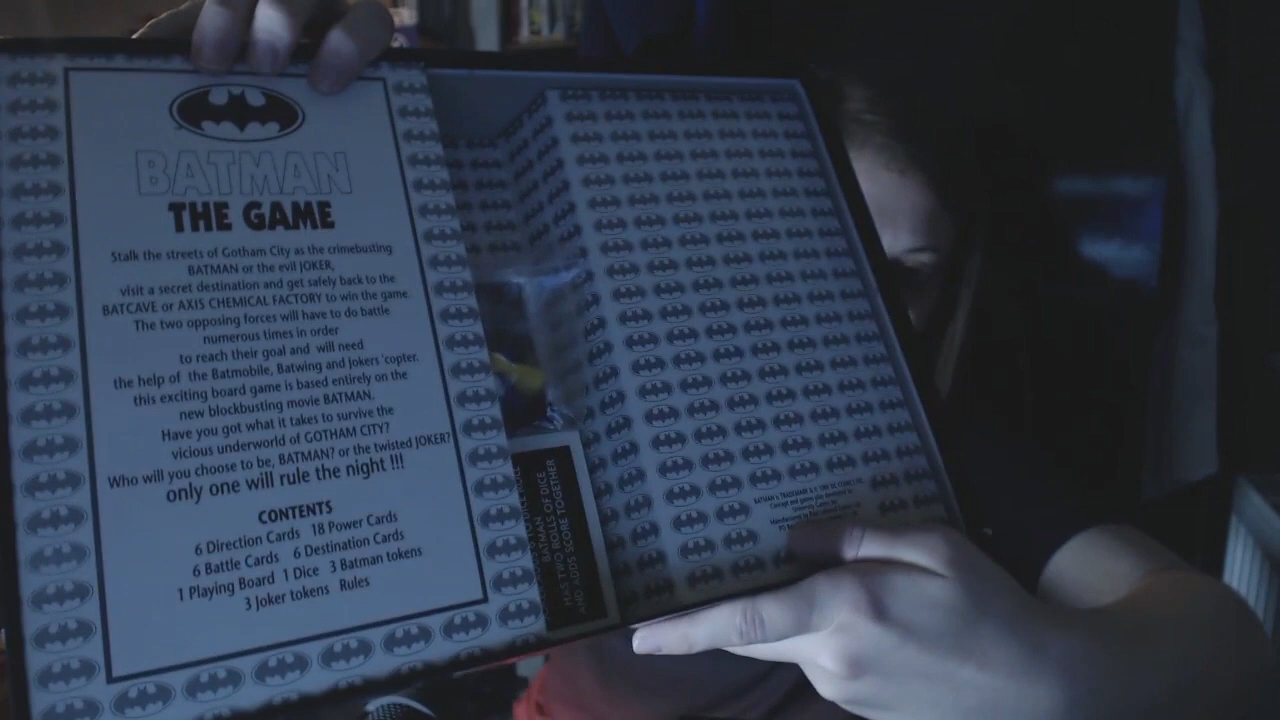 BATMAN
THE GAME
Stalk the streets of Gotham City as the crimebusting
BATMAN or the evil JOKER,
visit a secret destination and get safely back to the
BATCAVE or AXIS CHEMICAL FACTORY to win the game.
The two opposing forces will have to do battle
numerous times in order
to reach their goal and will need
the help of the Batmobile, Batwing and Jokers 'copter.
this exciting board game is based entirely on the
new blockbusting movie BATMAN.
Have you got what it takes to survive the
vicious underworld of GOTHAM CITY?
Who will you choose to be, BATMAN? or the twisted JOKER?
only one will rule the night !!!
CONTENTS
6 Direction Cards 18 Power Cards
6 Battle Cards 6 Destination Cards
1 Playing Board 1 Dice 3 Batman tokens
3 Joker tokens Rules
BATMAN
HAS TWO ROLLS OF DICE
AND ADDS SCORE TOGETHER